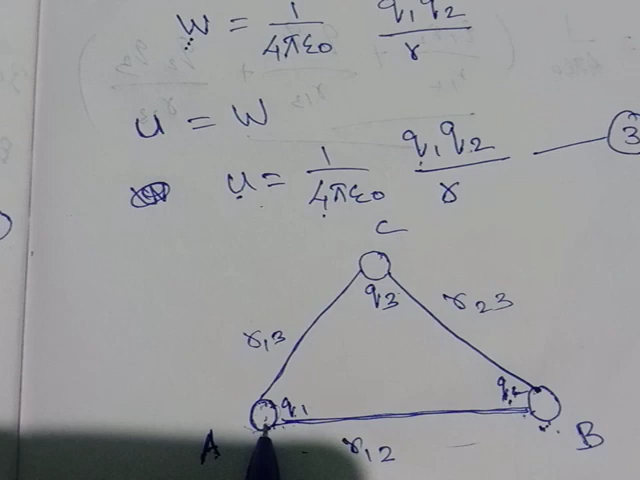 W = 1/4πε0 q1q2/r
u = W
u = 1/4πε0 q1q2/r — 3
C
q3
r13 r23
q1 q2
A r12 B